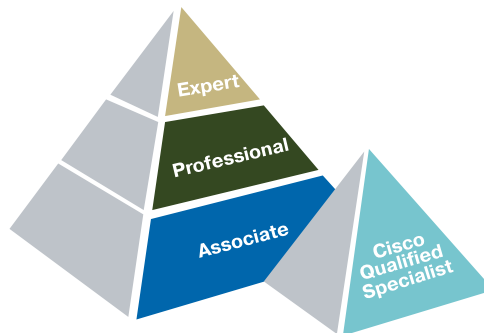 Expert
Professional
Associate
Cisco
Qualified
Specialist